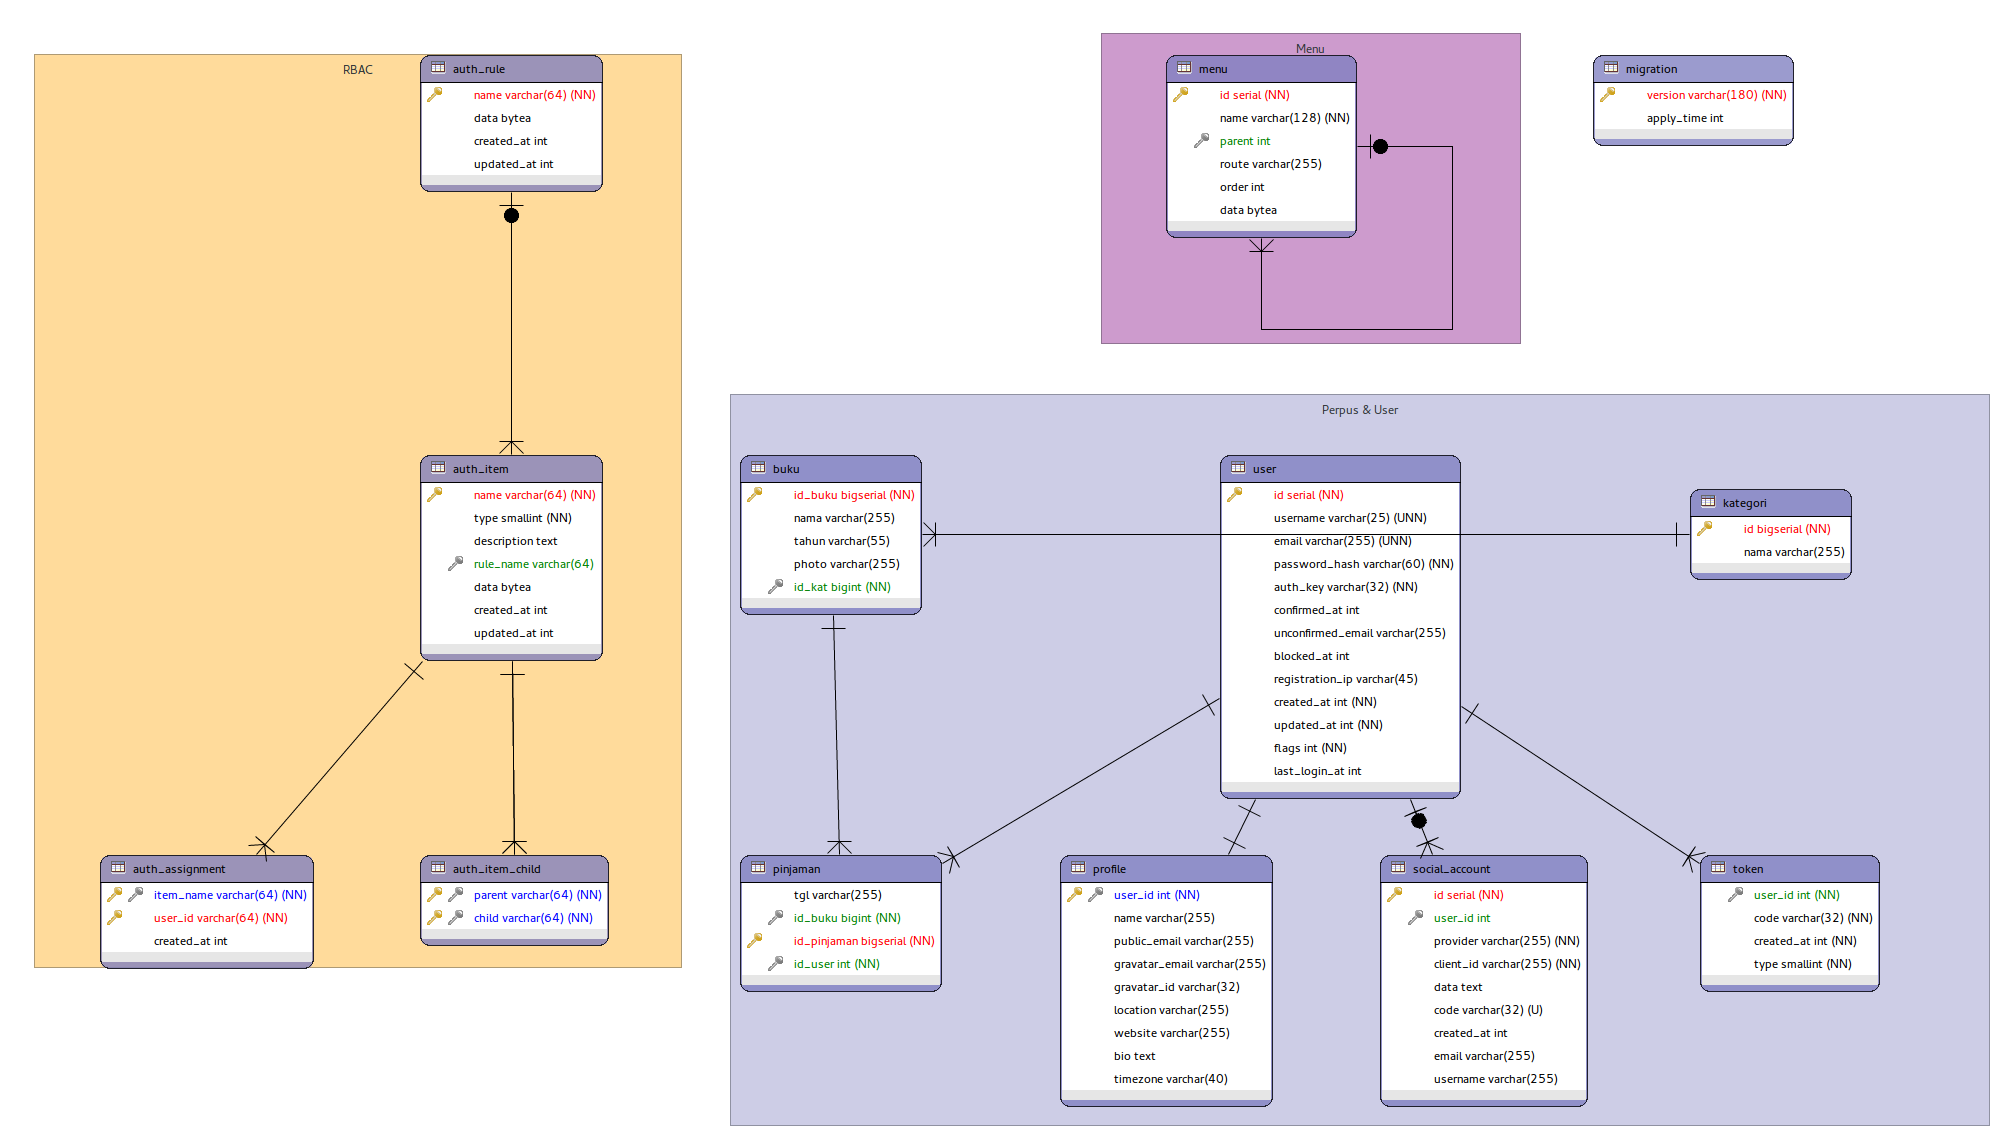 RBAC
auth_rule
name varchar(64) (NN)
data bytea
created_at int
updated_at int
auth_item
name varchar(64) (NN)
type smallint (NN)
description text
rule_name varchar(64)
data bytea
created_at int
updated_at int
auth_assignment
item_name varchar(64) (NN)
user_id varchar(64) (NN)
created_at int
auth_item_child
parent varchar(64) (NN)
child varchar(64) (NN)
Menu
menu
id serial (NN)
name varchar(128) (NN)
parent int
route varchar(255)
order int
data bytea
migration
version varchar(180) (NN)
apply_time int
Perpus & User
buku
id_buku bigserial (NN)
nama varchar(255)
tahun varchar(55)
photo varchar(255)
id_kat bigint (NN)
user
id serial (NN)
username varchar(25) (UNN)
email varchar(255) (UNN)
password_hash varchar(60) (NN)
auth_key varchar(32) (NN)
confirmed_at int
unconfirmed_email varchar(255)
blocked_at int
registration_ip varchar(45)
created_at int (NN)
updated_at int (NN)
flags int (NN)
last_login_at int
kategori
id bigserial (NN)
nama varchar(255)
pinjaman
tgl varchar(255)
id_buku bigint (NN)
id_pinjaman bigserial (NN)
id_user int (NN)
profile
user_id int (NN)
name varchar(255)
public_email varchar(255)
gravatar_email varchar(255)
gravatar_id varchar(32)
location varchar(255)
website varchar(255)
bio text
timezone varchar(40)
social_account
id serial (NN)
user_id int
provider varchar(255) (NN)
client_id varchar(255) (NN)
data text
code varchar(32) (U)
created_at int
email varchar(255)
username varchar(255)
token
user_id int (NN)
code varchar(32) (NN)
created_at int (NN)
type smallint (NN)